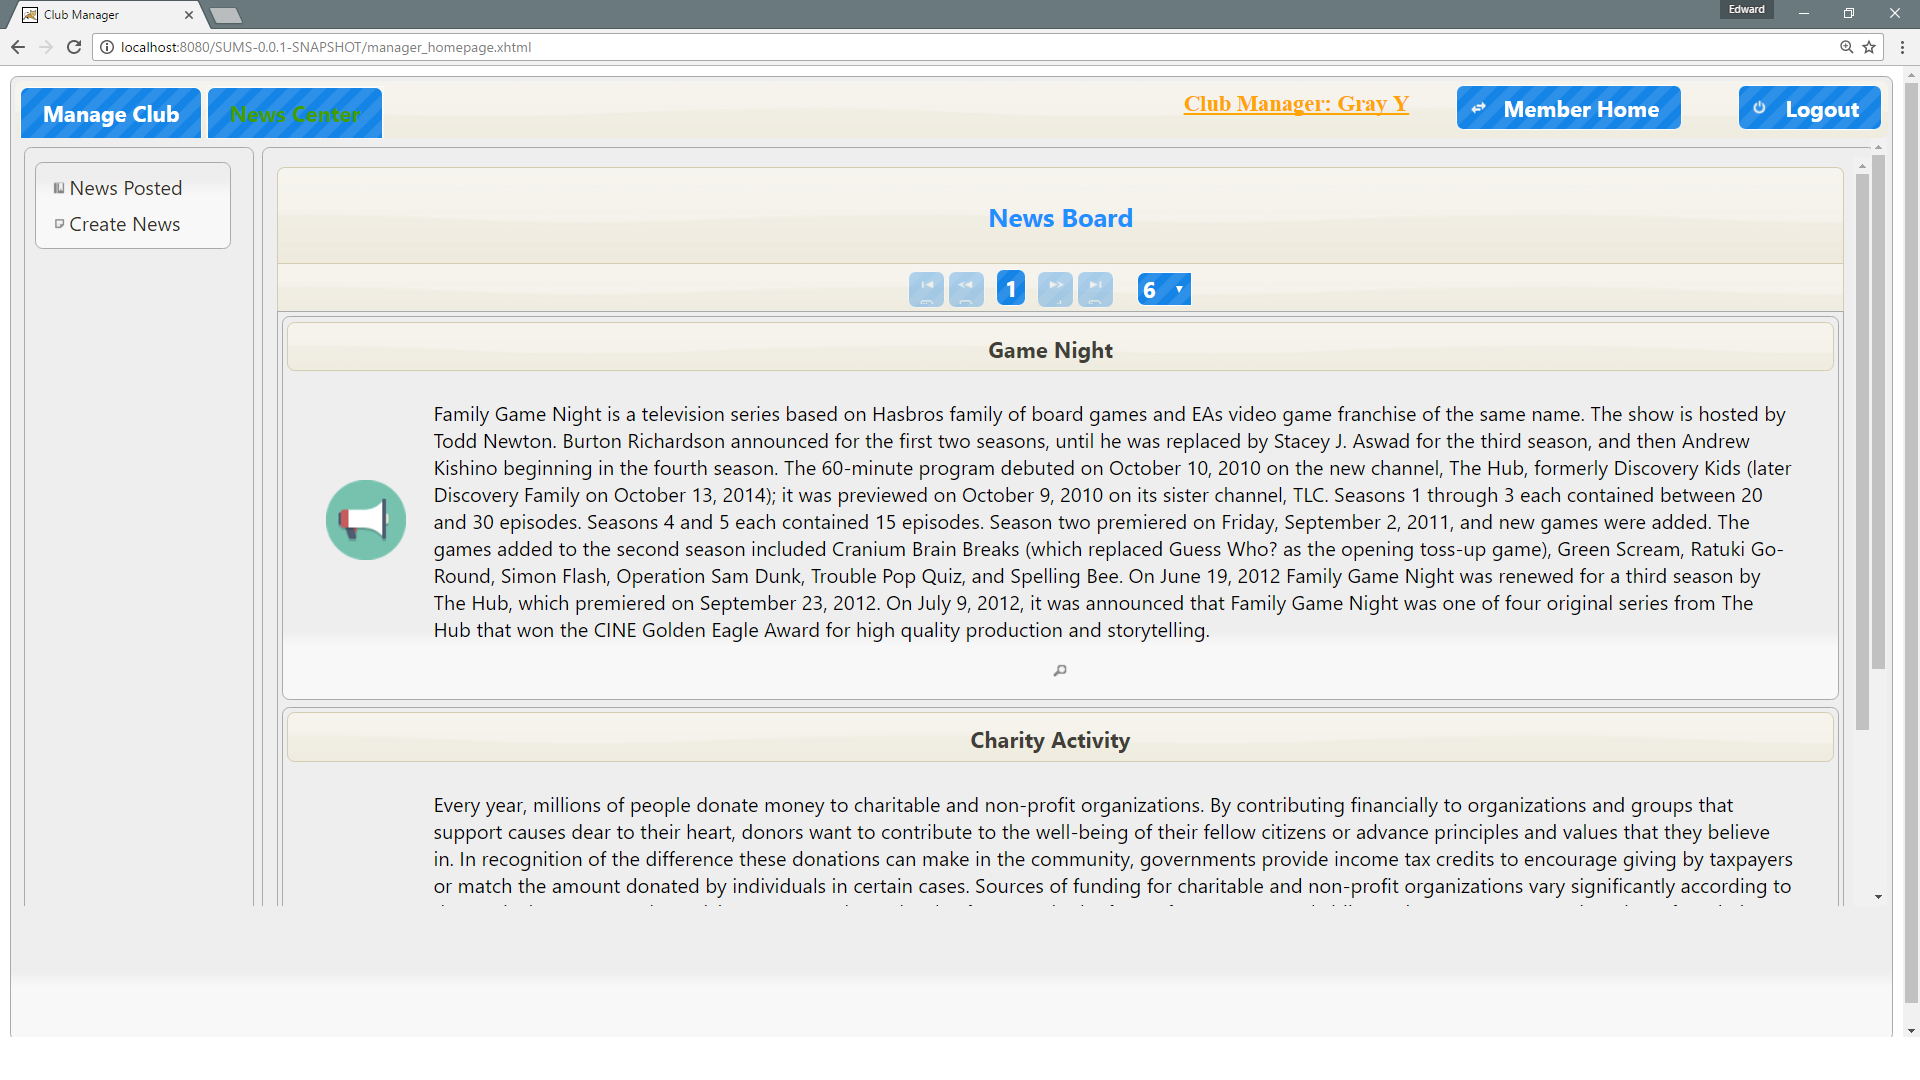 Club Manager
Edward
localhost:8080/SUMS-0.0.1-SNAPSHOT/manager_homepage.xhtml
Manage Club
News Center
Club Manager: Gray Y
Member Home
Logout
News Posted
Create News
News Board
1
6
Game Night
Family Game Night is a television series based on Hasbros family of board games and EAs video game franchise of the same name. The show is hosted by
Todd Newton. Burton Richardson announced for the first two seasons, until he was replaced by Stacey J. Aswad for the third season, and then Andrew
Kishino beginning in the fourth season. The 60-minute program debuted on October 10, 2010 on the new channel, The Hub, formerly Discovery Kids (later
Discovery Family on October 13, 2014); it was previewed on October 9, 2010 on its sister channel, TLC. Seasons 1 through 3 each contained between 20
and 30 episodes. Seasons 4 and 5 each contained 15 episodes. Season two premiered on Friday, September 2, 2011, and new games were added. The
games added to the second season included Cranium Brain Breaks (which replaced Guess Who? as the opening toss-up game), Green Scream, Ratuki Go-
Round, Simon Flash, Operation Sam Dunk, Trouble Pop Quiz, and Spelling Bee. On June 19, 2012 Family Game Night was renewed for a third season by
The Hub, which premiered on September 23, 2012. On July 9, 2012, it was announced that Family Game Night was one of four original series from The
Hub that won the CINE Golden Eagle Award for high quality production and storytelling.
Charity Activity
Every year, millions of people donate money to charitable and non-profit organizations. By contributing financially to organizations and groups that
support causes dear to their heart, donors want to contribute to the well-being of their fellow citizens or advance principles and values that they believe
in. In recognition of the difference these donations can make in the community, governments provide income tax credits to encourage giving by taxpayers
or match the amount donated by individuals in certain cases. Sources of funding for charitable and non-profit organizations vary significantly according to